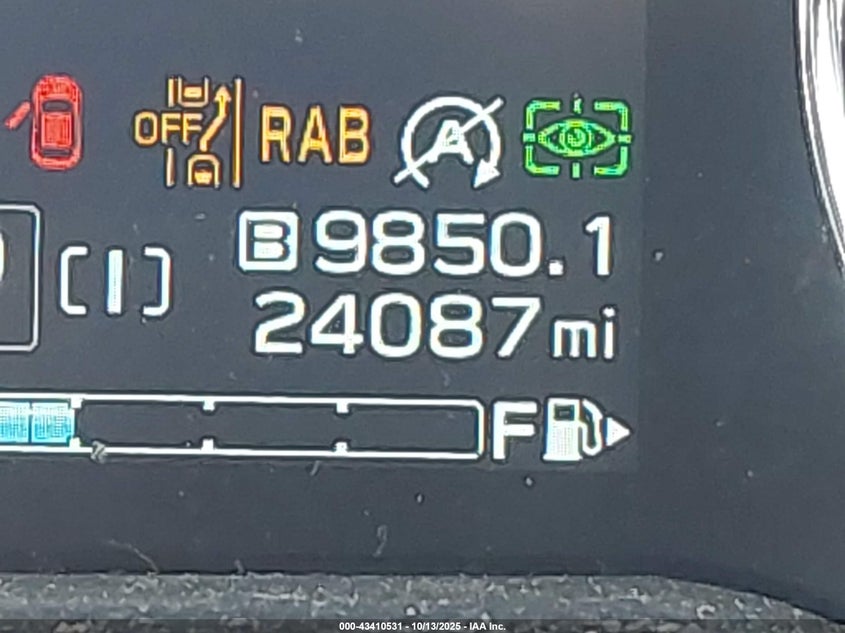 OFF RAB A
B 9850.1
24087 mi
F
000-43410531 - 10/13/2025 - IAA Inc.